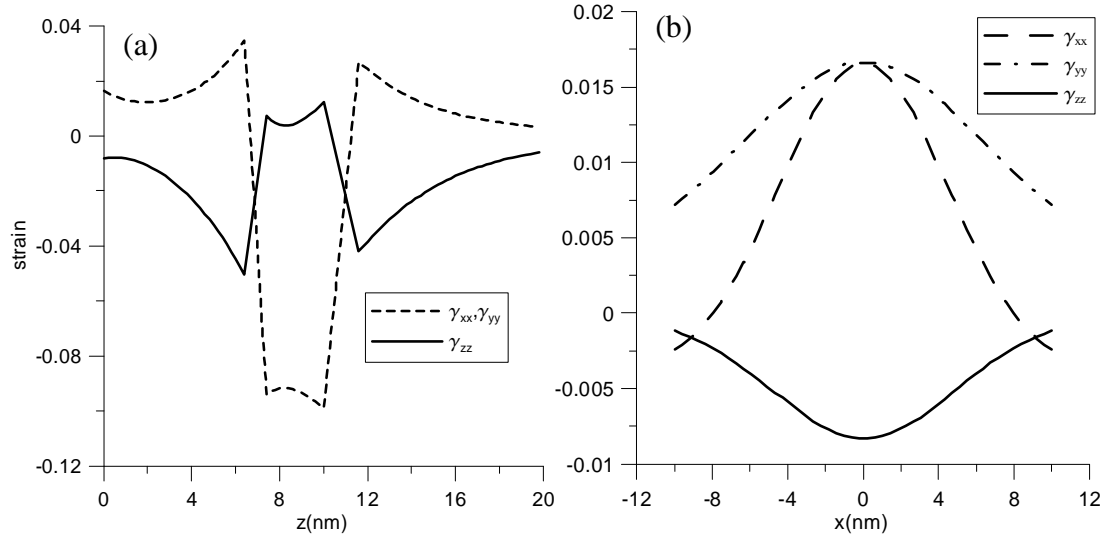 (a)
0.04
0
-0.04
-0.08
-0.12
strain
0
4
8
12
16
20
z(nm)
γxx,γyy
γzz
(b)
0.02
0.015
0.01
0.005
0
-0.005
-0.01
-12
-8
-4
0
4
8
12
x(nm)
γxx
γyy
γzz